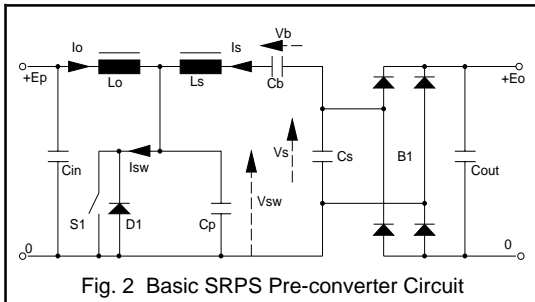 Vb
Io
Is
+Ep
Lo
Ls
Cb
+Eo
Vs
Cs
B1
Cin
Isw
Cout
Vsw
S1
D1
Cp
0
0
Fig. 2 Basic SRPS Pre-converter Circuit